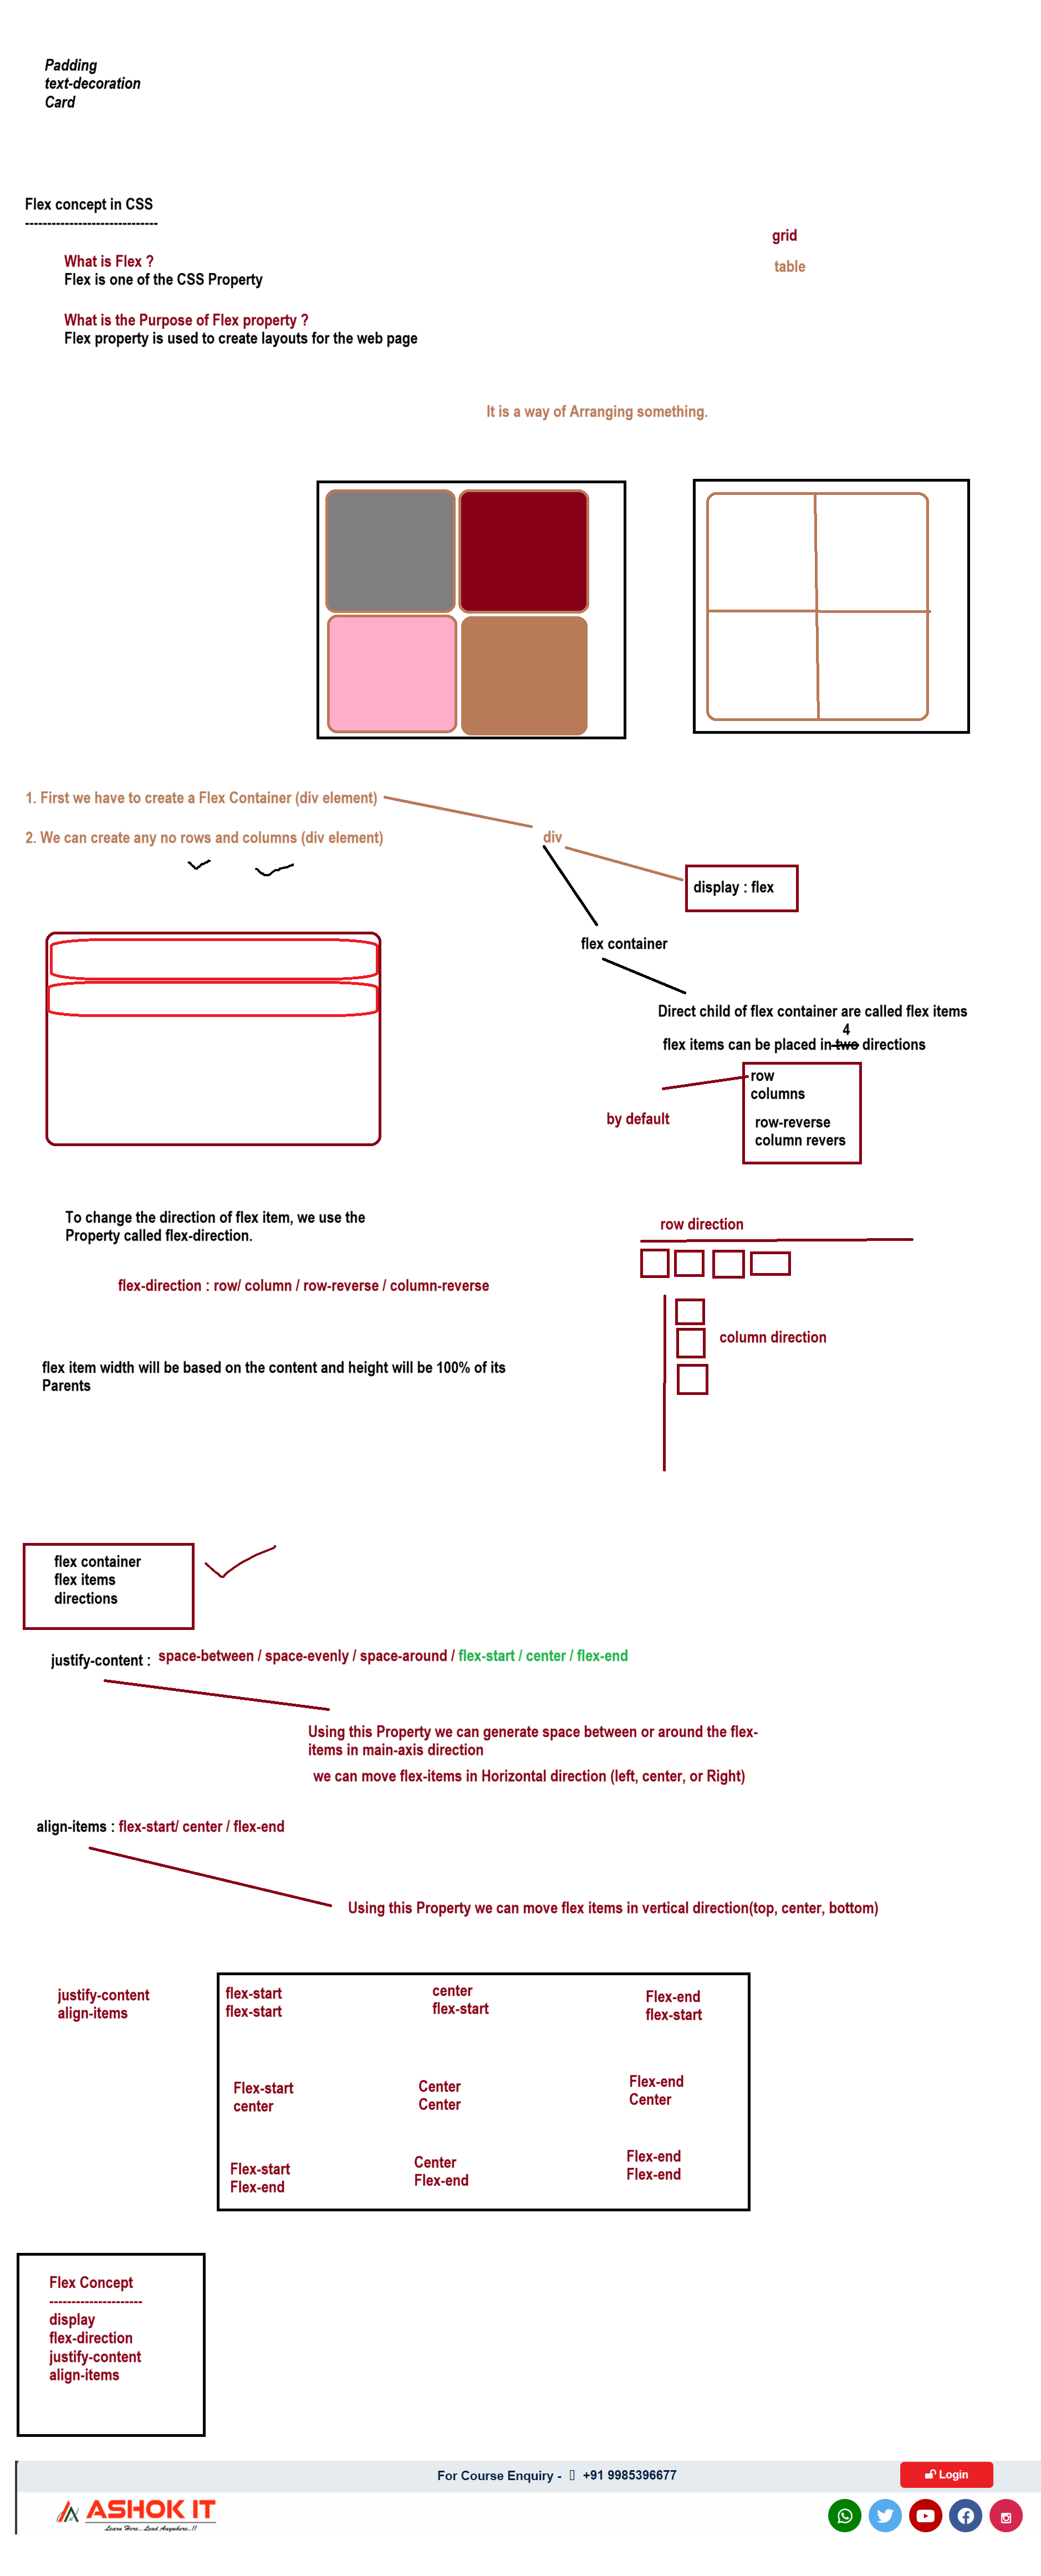 Padding
text-decoration
Card
Flex concept in CSS
------------------------------
What is Flex ?
Flex is one of the CSS Property
grid
table
What is the Purpose of Flex property ?
Flex property is used to create layouts for the web page
It is a way of Arranging something.
1. First we have to create a Flex Container (div element)
2. We can create any no rows and columns (div element)
div
display : flex
flex container
Direct child of flex container are called flex items
4
flex items can be placed in two directions
row
columns
row-reverse
column revers
by default
To change the direction of flex item, we use the
Property called flex-direction.
flex-direction : row/ column / row-reverse / column-reverse
row direction
column direction
flex item width will be based on the content and height will be 100% of its
Parents
flex container
flex items
directions
justify-content : space-between / space-evenly / space-around / flex-start / center / flex-end
Using this Property we can generate space between or around the flex-
items in main-axis direction
we can move flex-items in Horizontal direction (left, center, or Right)
align-items : flex-start/ center / flex-end
Using this Property we can move flex items in vertical direction(top, center, bottom)
justify-content
align-items
flex-start
flex-start
center
flex-start
Flex-end
flex-start
Flex-start
center
Center
Center
Flex-end
Center
Flex-start
Flex-end
Center
Flex-end
Flex-end
Flex-end
Flex Concept
---------------------
display
flex-direction
justify-content
align-items
For Course Enquiry - +91 9985396677
Login
ASHOK IT
Learn Here.. Lead Anywhere..!!